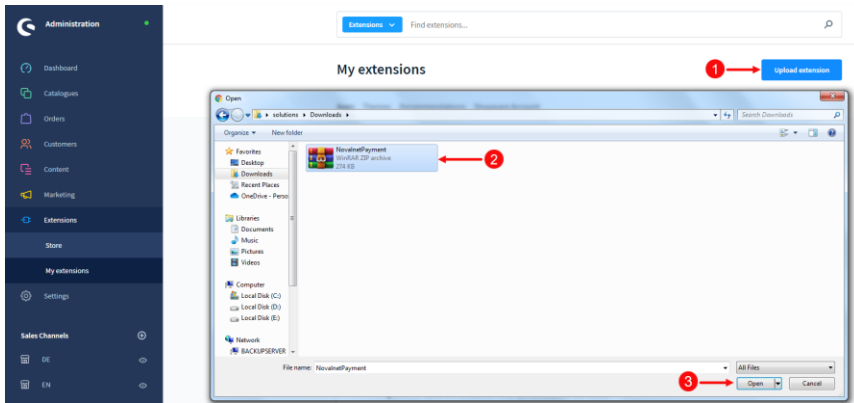 Administration
Extensions
Find extensions...
Dashboard
My extensions
1
Upload extension
Catalogues
Orders
Customers
Content
Marketing
Extensions
Store
My extensions
Settings
Sales Channels
DE
EN
Open
solutions
Downloads
Search Downloads
Organize
New folder
Favorites
Desktop
Downloads
Recent Places
OneDrive - Perso
Libraries
Documents
Music
Pictures
Videos
Computer
Local Disk (C:)
Local Disk (D:)
Local Disk (E:)
Network
BACKUPSERVER
NovalnetPayment
WinRAR ZIP archive
274 KB
2
File name: NovalnetPayment
All Files
3
Open
Cancel